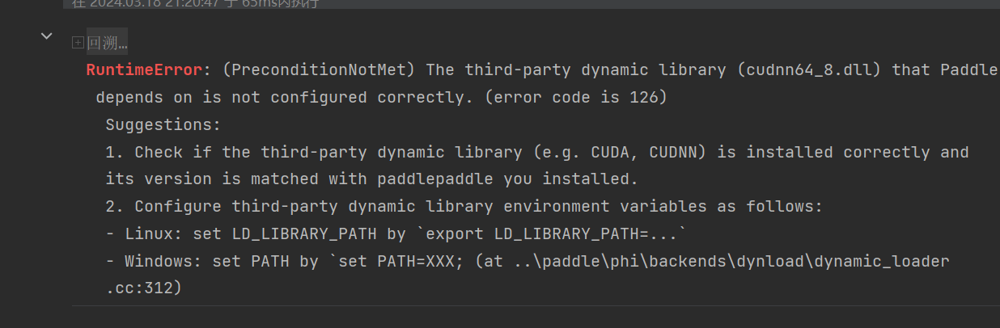 在 2024.03.18 21:20:47 于 65ms内执行
回溯…
RuntimeError: (PreconditionNotMet) The third-party dynamic library (cudnn64_8.dll) that Paddle
depends on is not configured correctly. (error code is 126)
Suggestions:
1. Check if the third-party dynamic library (e.g. CUDA, CUDNN) is installed correctly and
its version is matched with paddlepaddle you installed.
2. Configure third-party dynamic library environment variables as follows:
- Linux: set LD_LIBRARY_PATH by `export LD_LIBRARY_PATH=...`
- Windows: set PATH by `set PATH=XXX; (at ..\paddle\phi\backends\dynload\dynamic_loader
.cc:312)